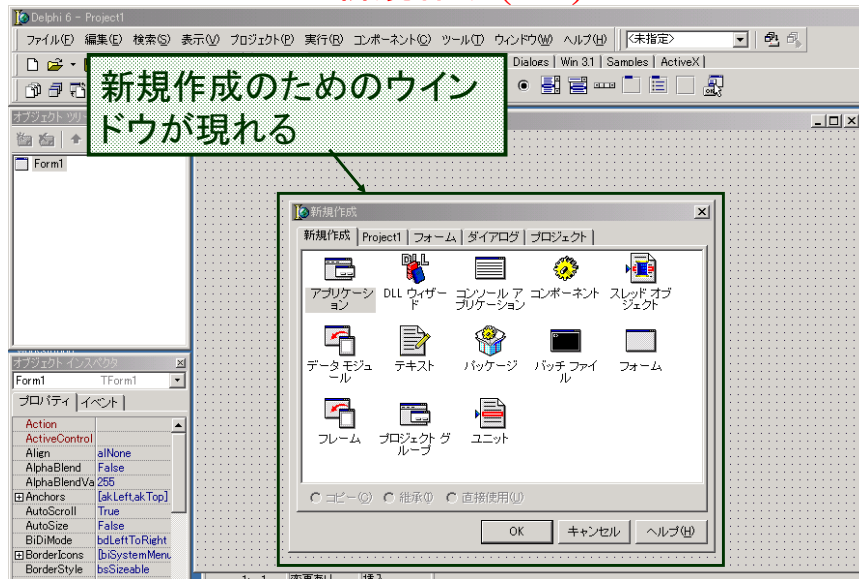 Delphi 6 - Project1
ファイル(F) 編集(E) 検索(S) 表示(V) プロジェクト(P) 実行(R) コンポーネント(C) ツール(T) ウィンドウ(W) ヘルプ(H) <未指定>
Dialogs Win 3.1 Samples ActiveX
新規作成のためのウイン
ドウが現れる
オブジェクト ツリー
Form1
新規作成
新規作成 Project1 フォーム ダイアログ プロジェクト
アプリケーシ DLL ウィザー コンソール ア コンポーネント スレッド オブ
ョン ド プリケーション ジェクト
データ モジュ テキスト パッケージ バッチ ファイ フォーム
ール ル
フレーム プロジェクト グ ユニット
ループ
コピー(C) 継承(I) 直接使用(U)
OK キャンセル ヘルプ(H)
オブジェクト インスペクタ
Form1 TForm1
プロパティ イベント
Action
ActiveControl
Align alNone
AlphaBlend False
AlphaBlendVa 255
Anchors [akLeft,akTop]
AutoScroll True
AutoSize False
BiDiMode bdLeftToRight
BorderIcons [biSystemMenu
BorderStyle bsSizeable
1: 1 変更あり 挿入